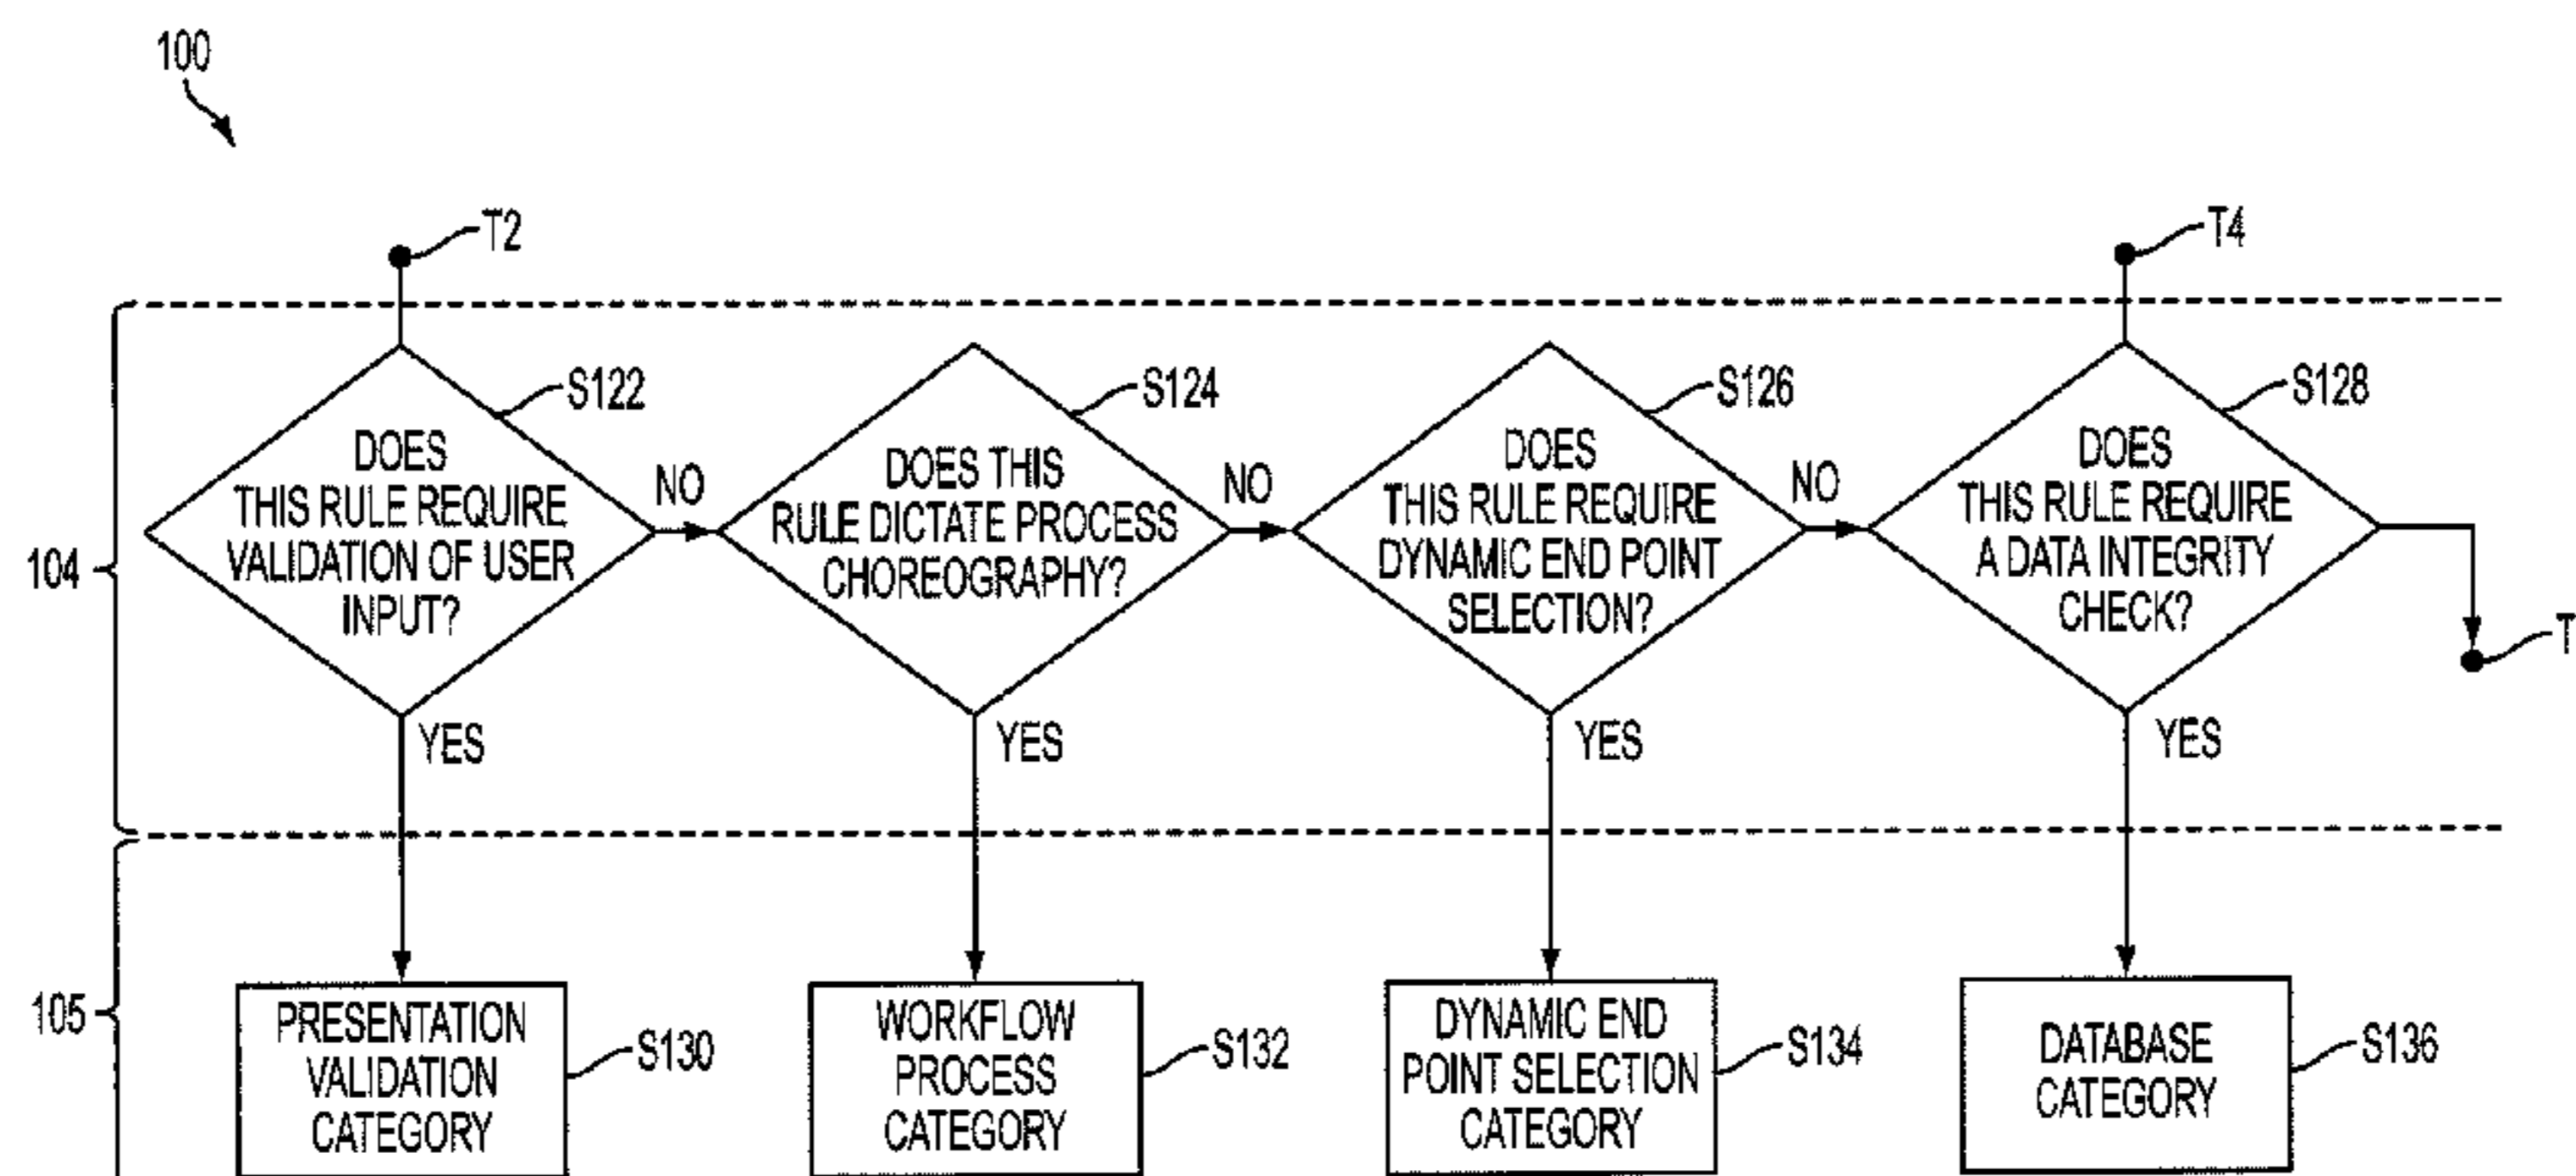 100
T2
T4
104
S122
DOES
THIS RULE REQUIRE
VALIDATION OF USER
INPUT?
NO
YES
S124
DOES THIS
RULE DICTATE PROCESS
CHOREOGRAPHY?
NO
YES
S126
DOES
THIS RULE REQUIRE
DYNAMIC END POINT
SELECTION?
NO
YES
S128
DOES
THIS RULE REQUIRE
A DATA INTEGRITY
CHECK?
YES
T
105
PRESENTATION
VALIDATION
CATEGORY
S130
WORKFLOW
PROCESS
CATEGORY
S132
DYNAMIC END
POINT SELECTION
CATEGORY
S134
DATABASE
CATEGORY
S136